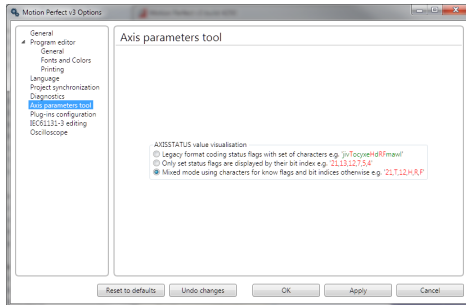 Motion Perfect v3 Options
General
Program editor
General
Fonts and Colors
Printing
Language
Project synchronization
Diagnostics
Axis parameters tool
Plug-ins configuration
IEC61131-3 editing
Oscilloscope
Axis parameters tool
AXISSTATUS value visualisation
Legacy format coding status flags with set of characters e.g. 'jivTocyxeHdRFmawl'
Only set status flags are displayed by their bit index e.g. '21,13,12,7,5,4'
Mixed mode using characters for know flags and bit indices otherwise e.g. '21,T,12,H,R,F'
Reset to defaults
Undo changes
OK
Apply
Cancel